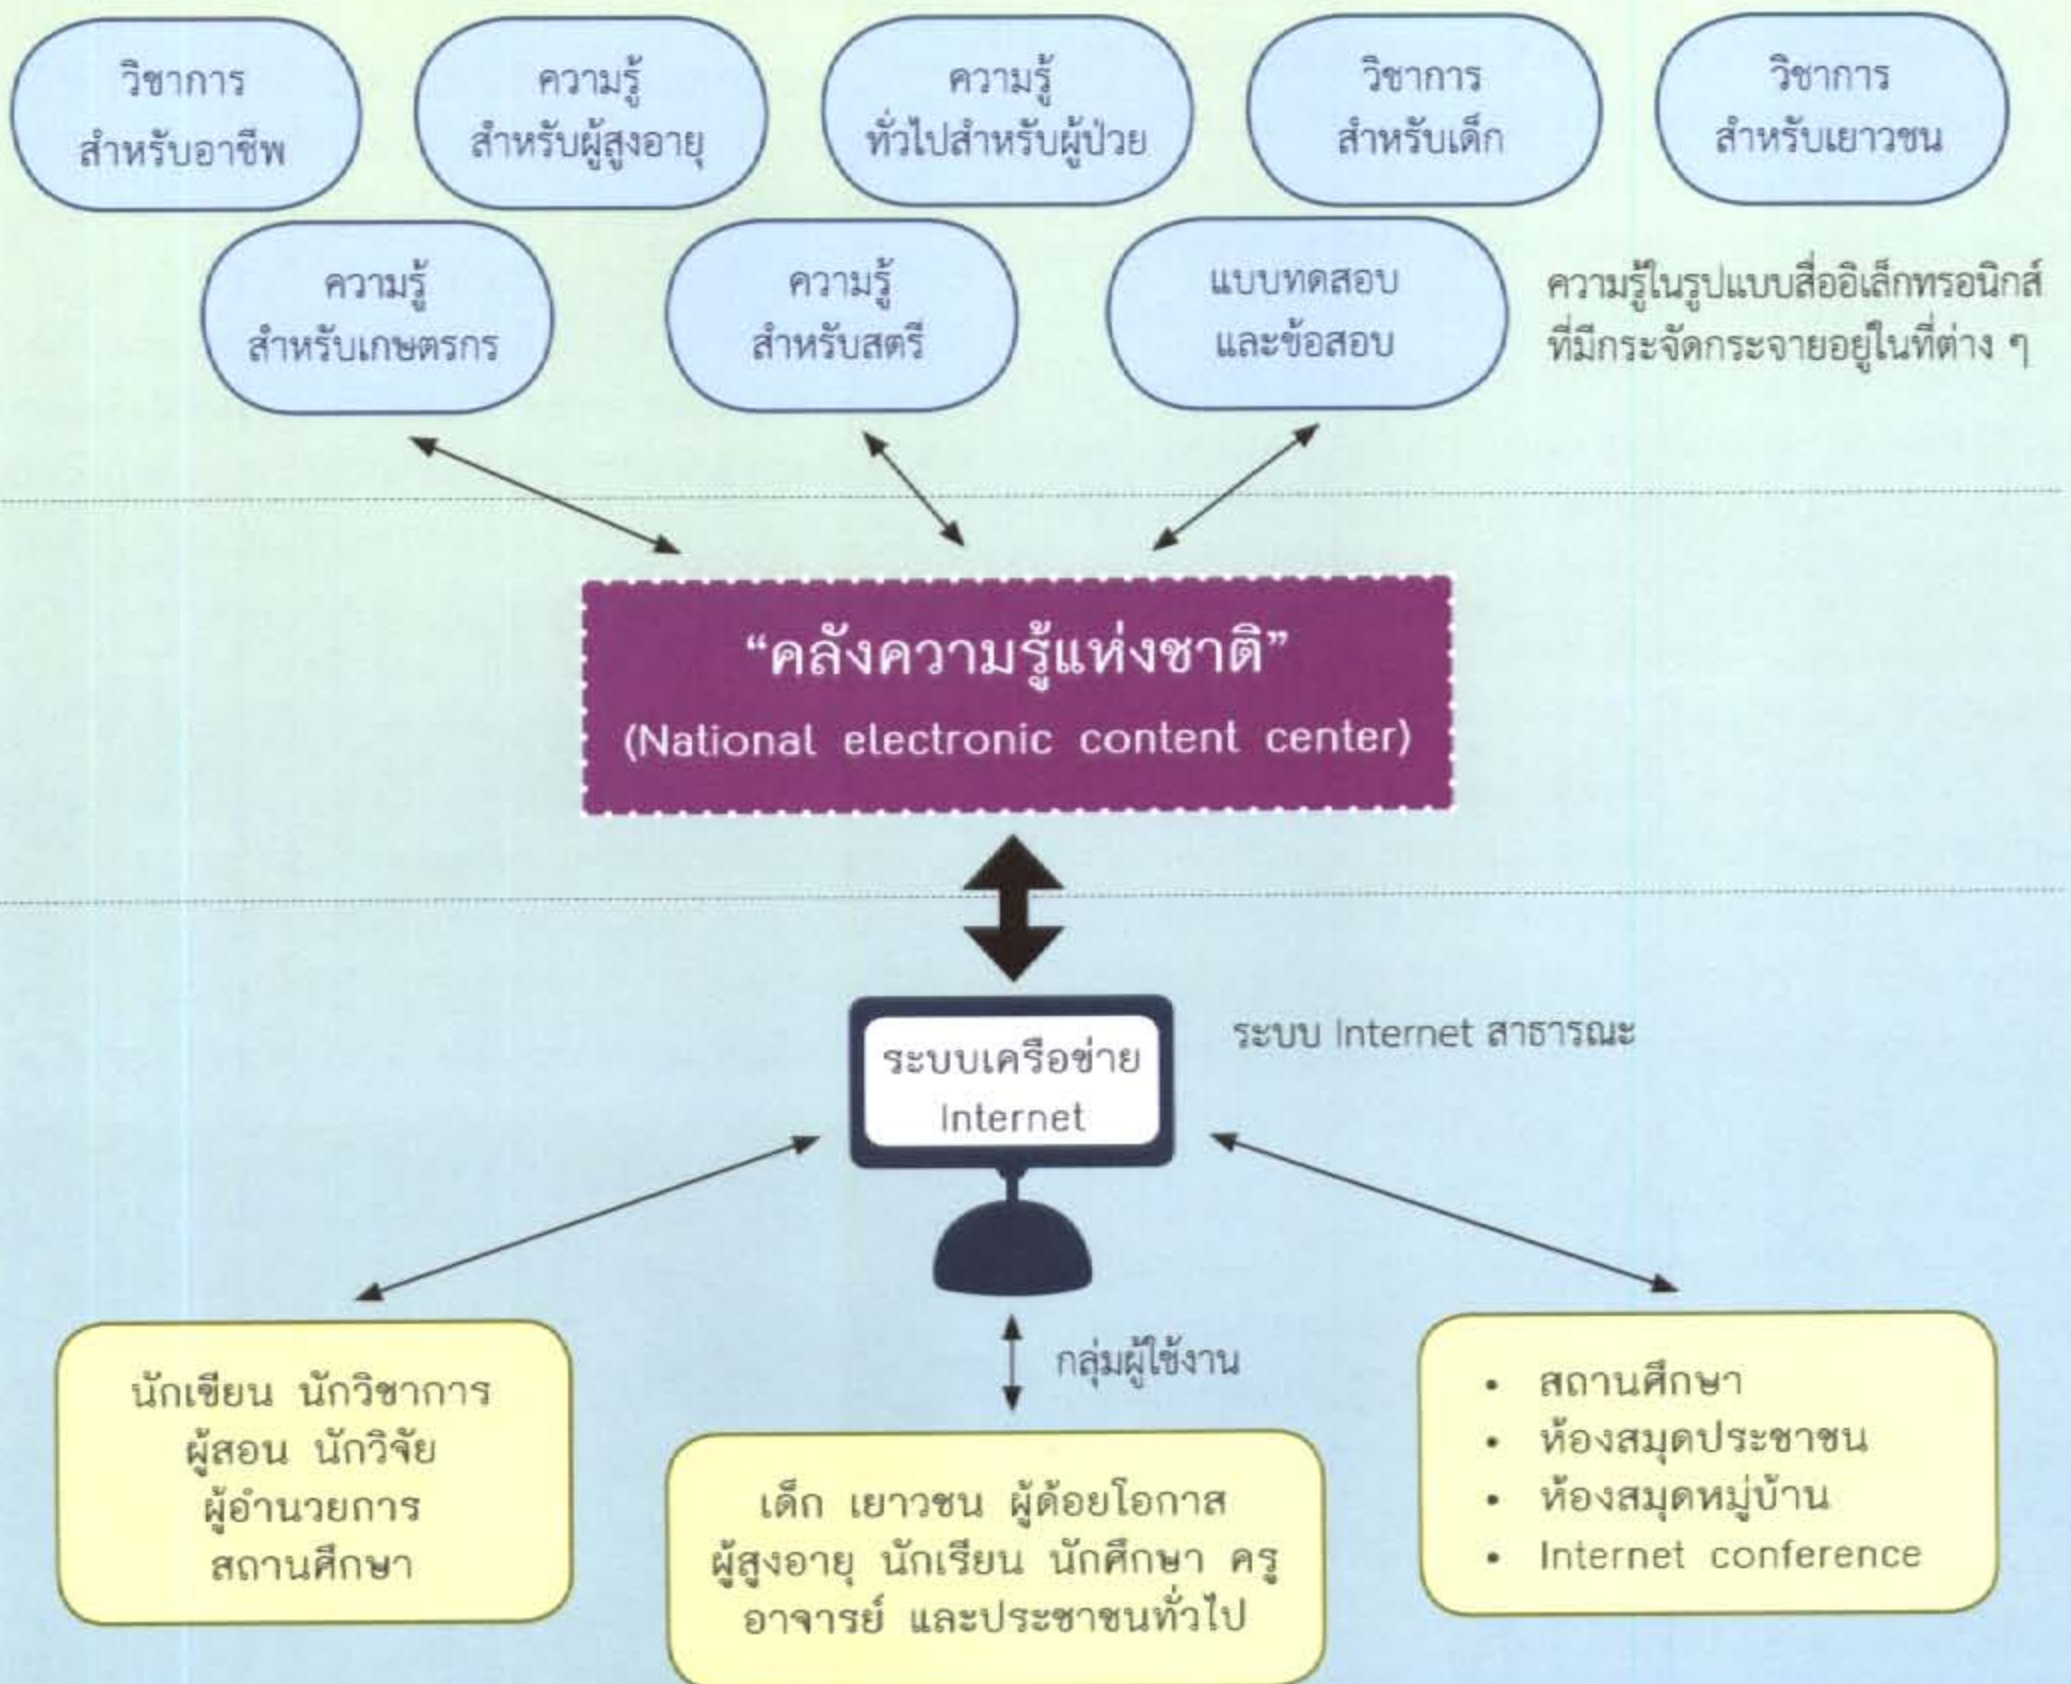 วิชาการ
สำหรับอาชีพ
ความรู้
สำหรับผู้สูงอายุ
ความรู้
ทั่วไปสำหรับผู้ป่วย
วิชาการ
สำหรับเด็ก
วิชาการ
สำหรับเยาวชน
ความรู้
สำหรับเกษตรกร
ความรู้
สำหรับสตรี
แบบทดสอบ
และข้อสอบ
ความรู้ในรูปแบบสื่ออิเล็กทรอนิกส์
ที่มีกระจัดกระจายอยู่ในที่ต่าง ๆ
“คลังความรู้แห่งชาติ”
(National electronic content center)
ระบบเครือข่าย
Internet
ระบบ Internet สาธารณะ
กลุ่มผู้ใช้งาน
นักเขียน นักวิชาการ
ผู้สอน นักวิจัย
ผู้อำนวยการ
สถานศึกษา
เด็ก เยาวชน ผู้ด้อยโอกาส
ผู้สูงอายุ นักเรียน นักศึกษา ครู
อาจารย์ และประชาชนทั่วไป
• สถานศึกษา
• ห้องสมุดประชาชน
• ห้องสมุดหมู่บ้าน
• Internet conference